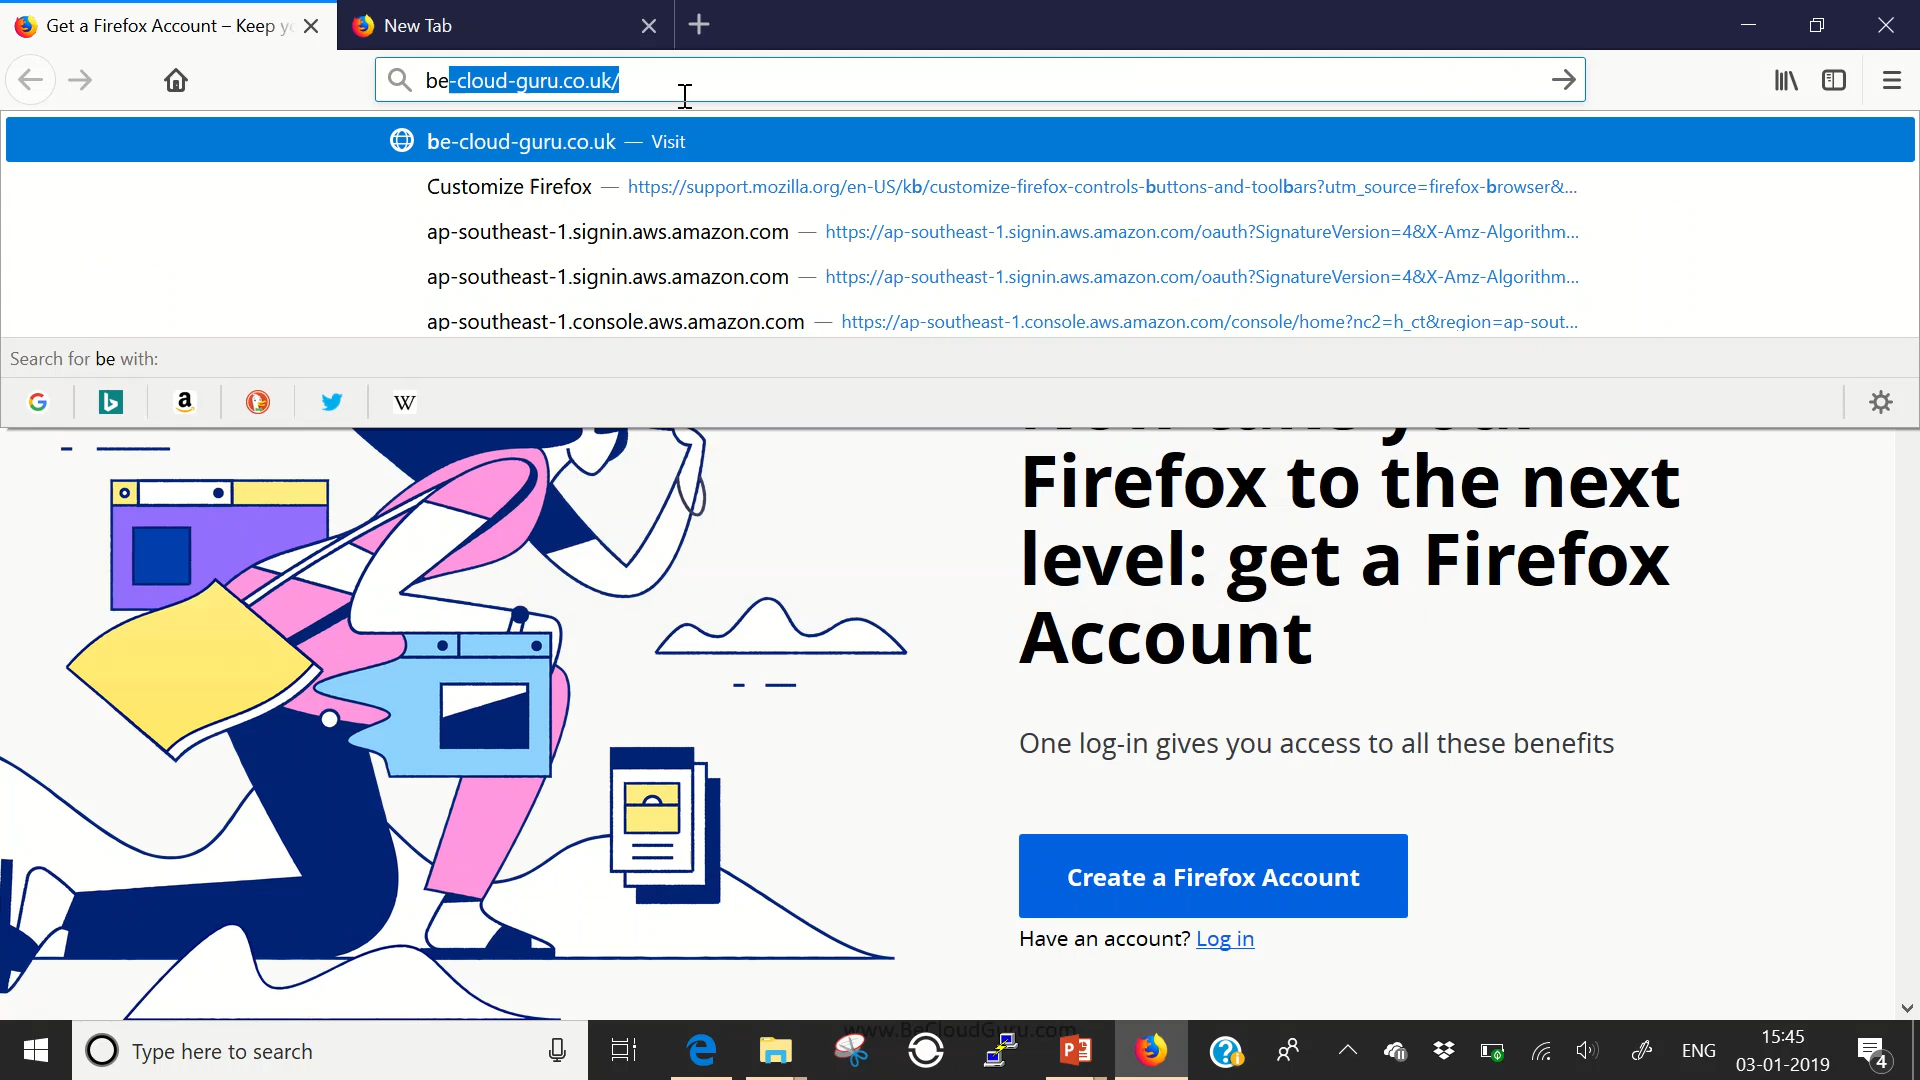 Get a Firefox Account – Keep yo
New Tab
be-cloud-guru.co.uk/
be-cloud-guru.co.uk — Visit
Customize Firefox — https://support.mozilla.org/en-US/kb/customize-firefox-controls-buttons-and-toolbars?utm_source=firefox-browser&...
ap-southeast-1.signin.aws.amazon.com — https://ap-southeast-1.signin.aws.amazon.com/oauth?SignatureVersion=4&X-Amz-Algorithm...
ap-southeast-1.signin.aws.amazon.com — https://ap-southeast-1.signin.aws.amazon.com/oauth?SignatureVersion=4&X-Amz-Algorithm...
ap-southeast-1.console.aws.amazon.com — https://ap-southeast-1.console.aws.amazon.com/console/home?nc2=h_ct&region=ap-sout...
Search for be with:
Firefox to the next
level: get a Firefox
Account
One log-in gives you access to all these benefits
Create a Firefox Account
Have an account? Log in
www.BeCloudGuru.com
Type here to search
ENG
15:45
03-01-2019
4